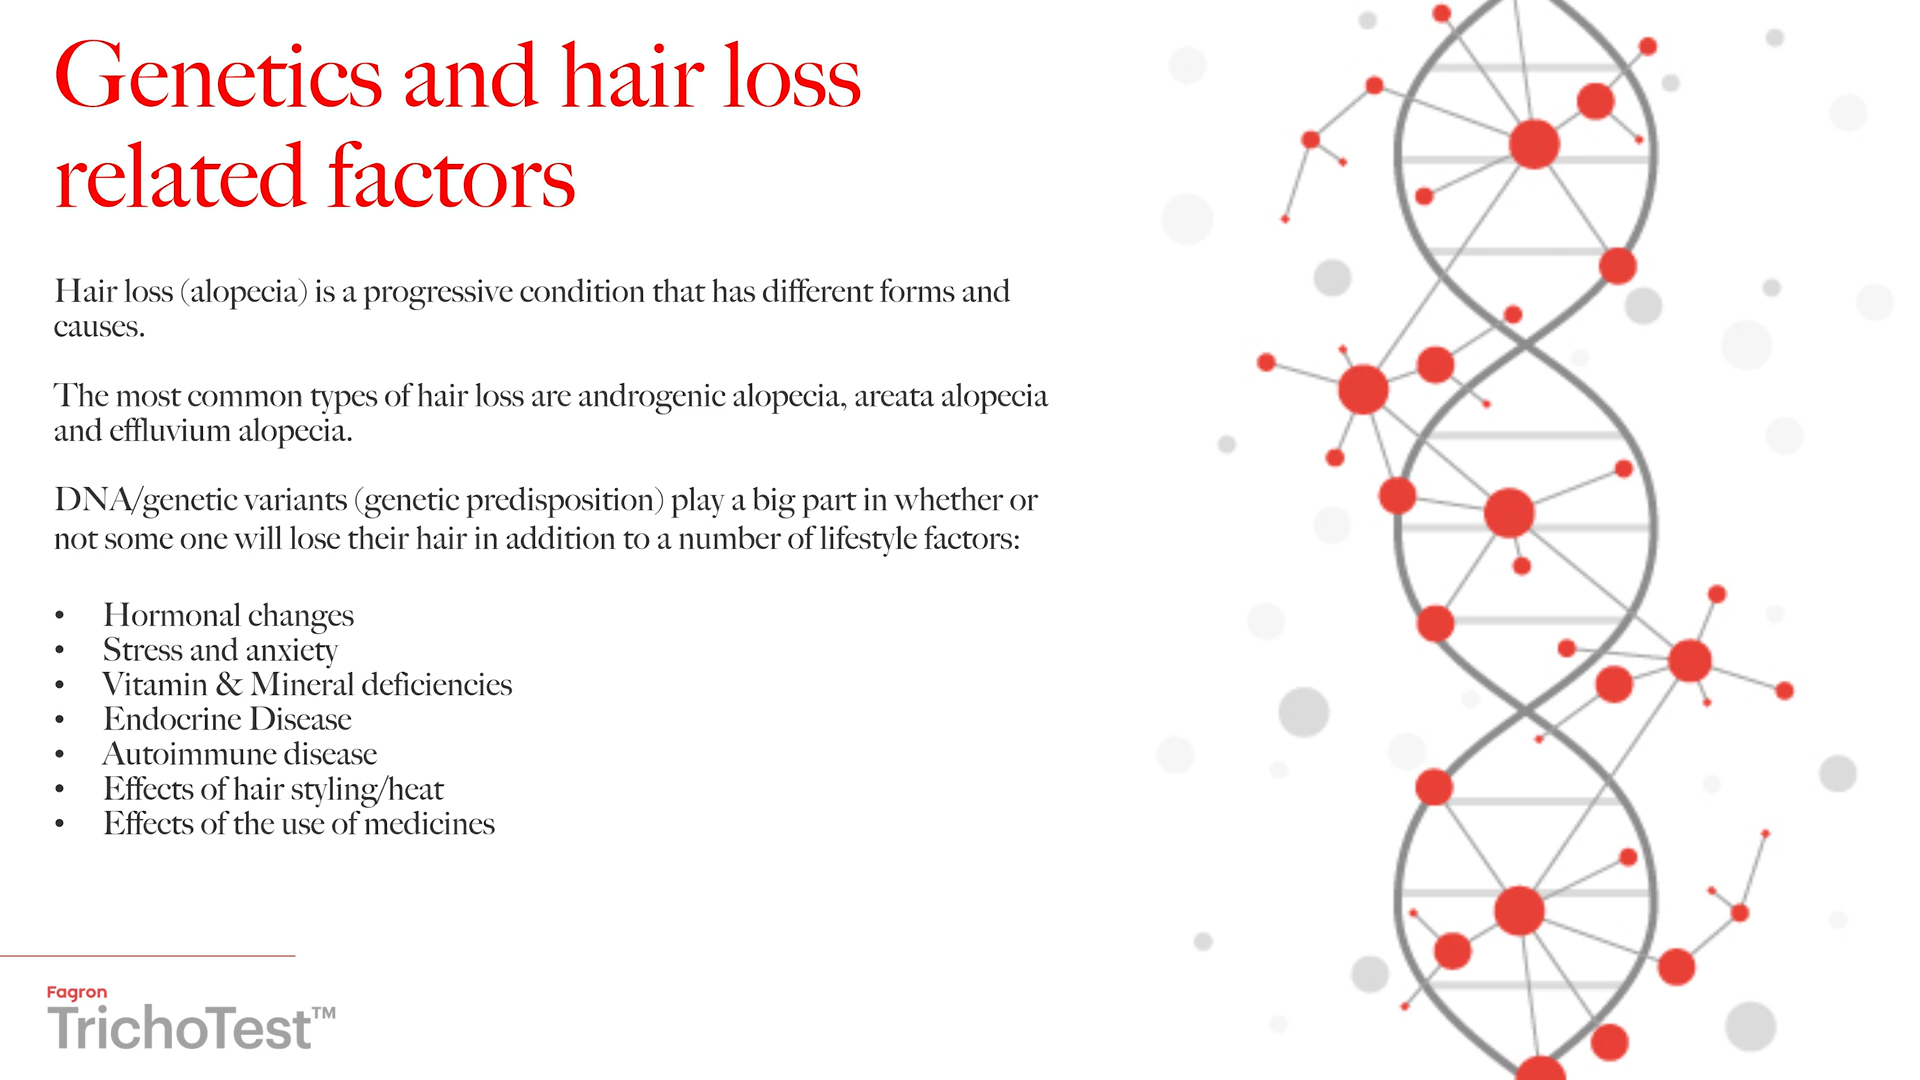 Genetics and hair loss
related factors
Hair loss (alopecia) is a progressive condition that has different forms and
causes.
The most common types of hair loss are androgenic alopecia, areata alopecia
and effluvium alopecia.
DNA/genetic variants (genetic predisposition) play a big part in whether or
not some one will lose their hair in addition to a number of lifestyle factors:
• Hormonal changes
• Stress and anxiety
• Vitamin & Mineral deficiencies
• Endocrine Disease
• Autoimmune disease
• Effects of hair styling/heat
• Effects of the use of medicines
Fagron
TrichoTest™